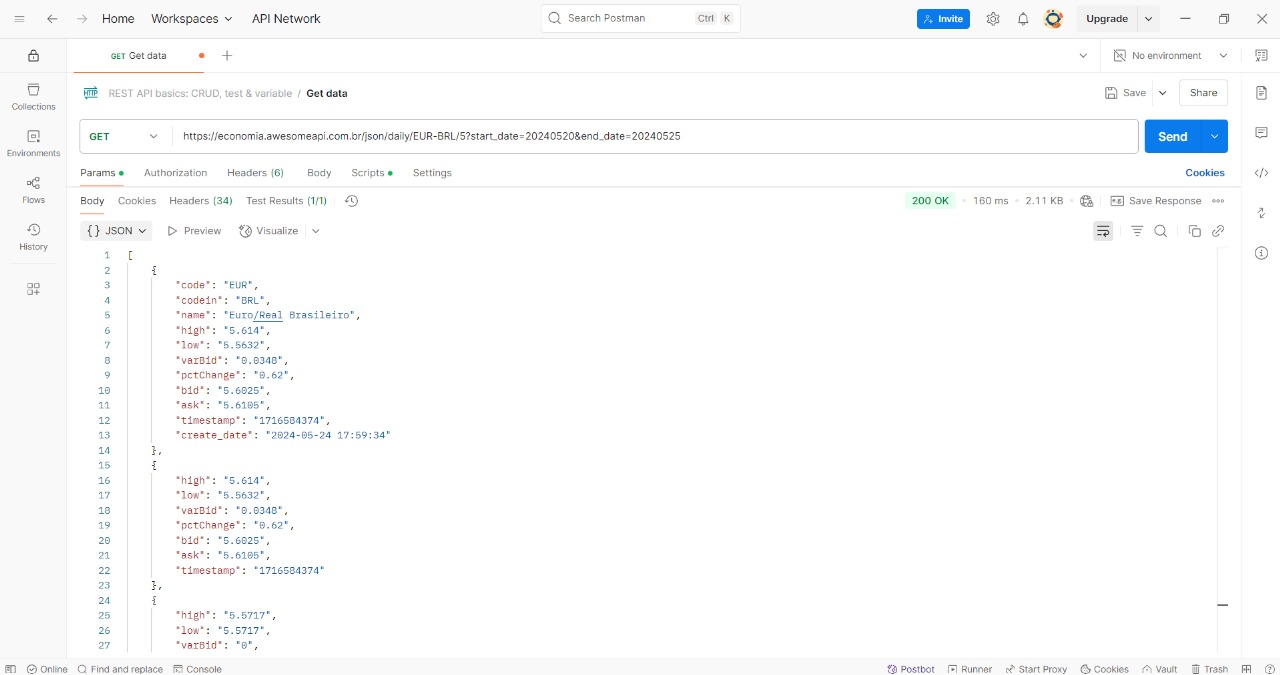 Home Workspaces API Network Search Postman Ctrl K Invite Upgrade
GET Get data No environment
HTTP REST API basics: CRUD, test & variable / Get data Save Share
GET https://economia.awesomeapi.com.br/json/daily/EUR-BRL/5?start_date=20240520&end_date=20240525 Send
Params Authorization Headers (6) Body Scripts Settings Cookies
Body Cookies Headers (34) Test Results (1/1) 200 OK 160 ms 2.11 KB Save Response
{} JSON Preview Visualize
Collections
Environments
Flows
History
1 [
2 {
3 "code": "EUR",
4 "codein": "BRL",
5 "name": "Euro/Real Brasileiro",
6 "high": "5.614",
7 "low": "5.5632",
8 "varBid": "0.0348",
9 "pctChange": "0.62",
10 "bid": "5.6025",
11 "ask": "5.6105",
12 "timestamp": "1716584374",
13 "create_date": "2024-05-24 17:59:34"
14 },
15 {
16 "high": "5.614",
17 "low": "5.5632",
18 "varBid": "0.0348",
19 "pctChange": "0.62",
20 "bid": "5.6025",
21 "ask": "5.6105",
22 "timestamp": "1716584374"
23 },
24 {
25 "high": "5.5717",
26 "low": "5.5717",
27 "varBid": "0",
Online Find and replace Console Postbot Runner Start Proxy Cookies Vault Trash